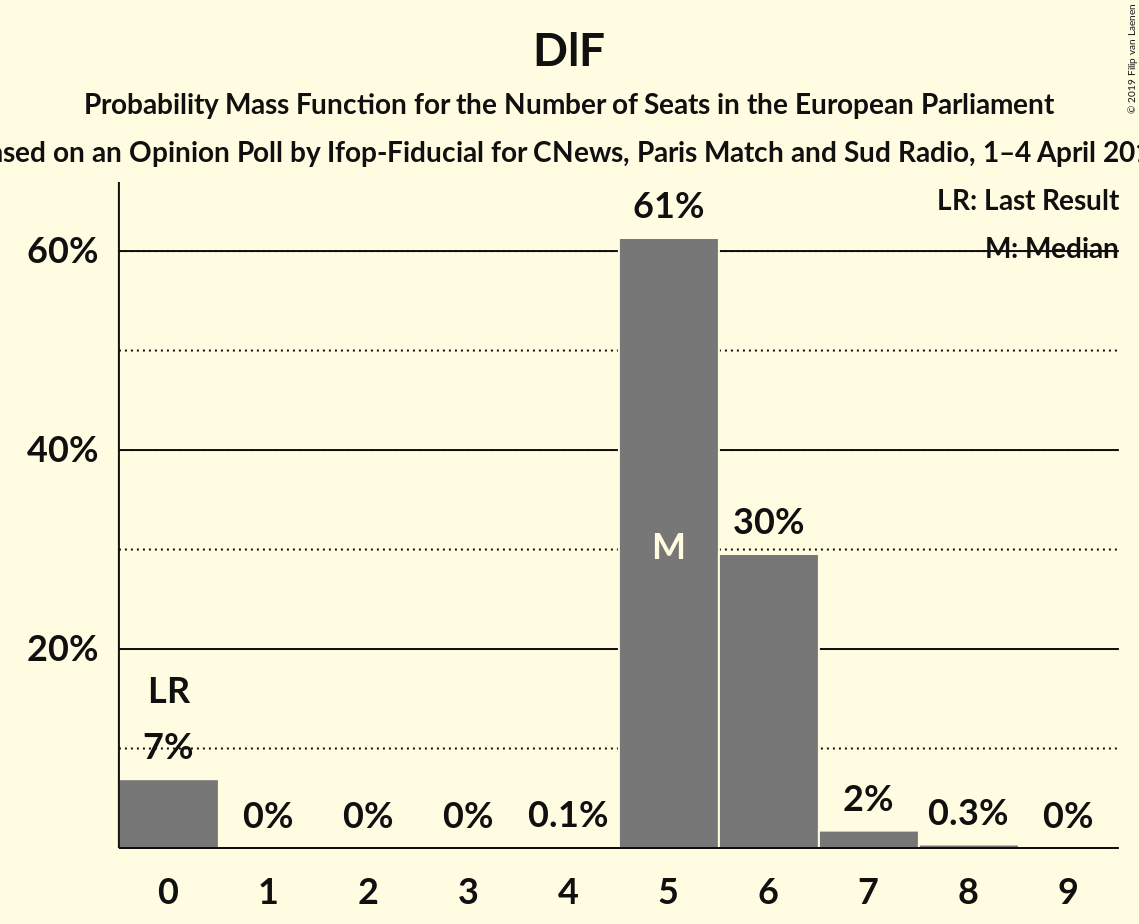 DlF
Probability Mass Function for the Number of Seats in the European Parliament
on an Opinion Poll by Ifop-Fiducial for CNews, Paris Match and Sud Radio, 1–4 April
© 2019 Filip van Laenen
LR: Last Result
M: Median
61%
60%
40%
30%
M
20%
LR
7%
0%
0%
0%
0.1%
2%
0.3%
0%
0 1 2 3 4 5 6 7 8 9